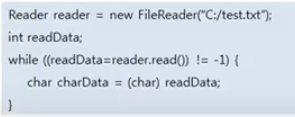 Reader reader = new FileReader("C:/test.txt");
int readData;
while ((readData=reader.read()) != -1) {
char charData = (char) readData;
}